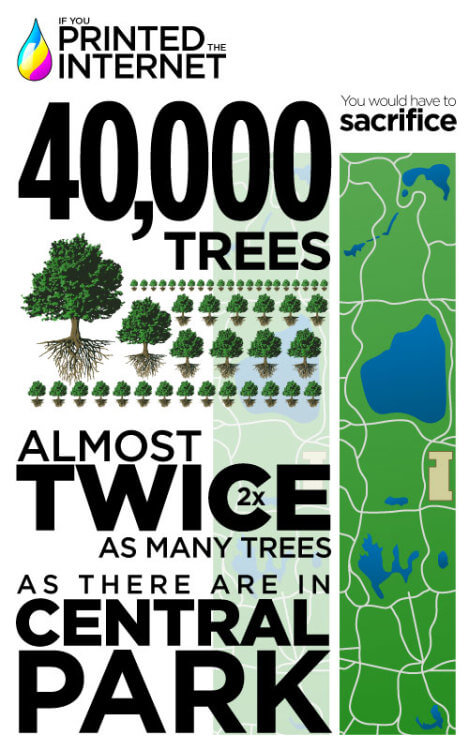 IF YOU
PRINTED THE
INTERNET
You would have to
sacrifice
40,000
TREES
ALMOST
TWICE 2x
AS MANY TREES
AS THERE ARE IN
CENTRAL
PARK